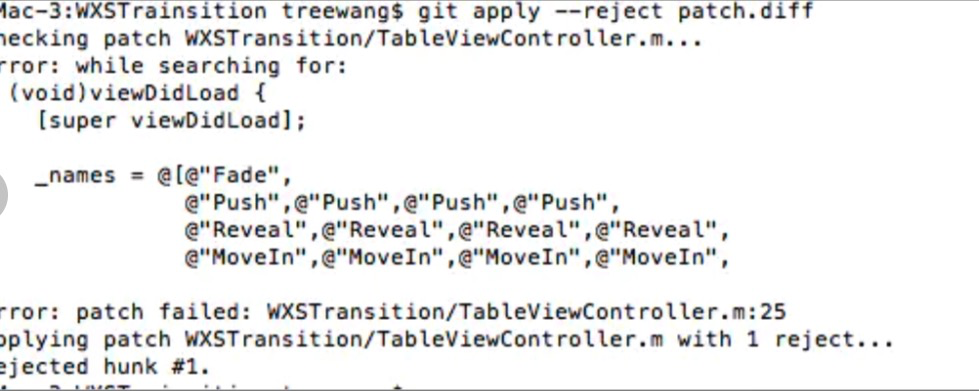 Mac-3:WXSTrainsition treewang$ git apply --reject patch.diff
hecking patch WXSTransition/TableViewController.m...
rror: while searching for:
(void)viewDidLoad {
[super viewDidLoad];
_names = @[@"Fade",
@"Push",@"Push",@"Push",@"Push",
@"Reveal",@"Reveal",@"Reveal",@"Reveal",
@"MoveIn",@"MoveIn",@"MoveIn",@"MoveIn",
rror: patch failed: WXSTransition/TableViewController.m:25
pplying patch WXSTransition/TableViewController.m with 1 reject...
ejected hunk #1.